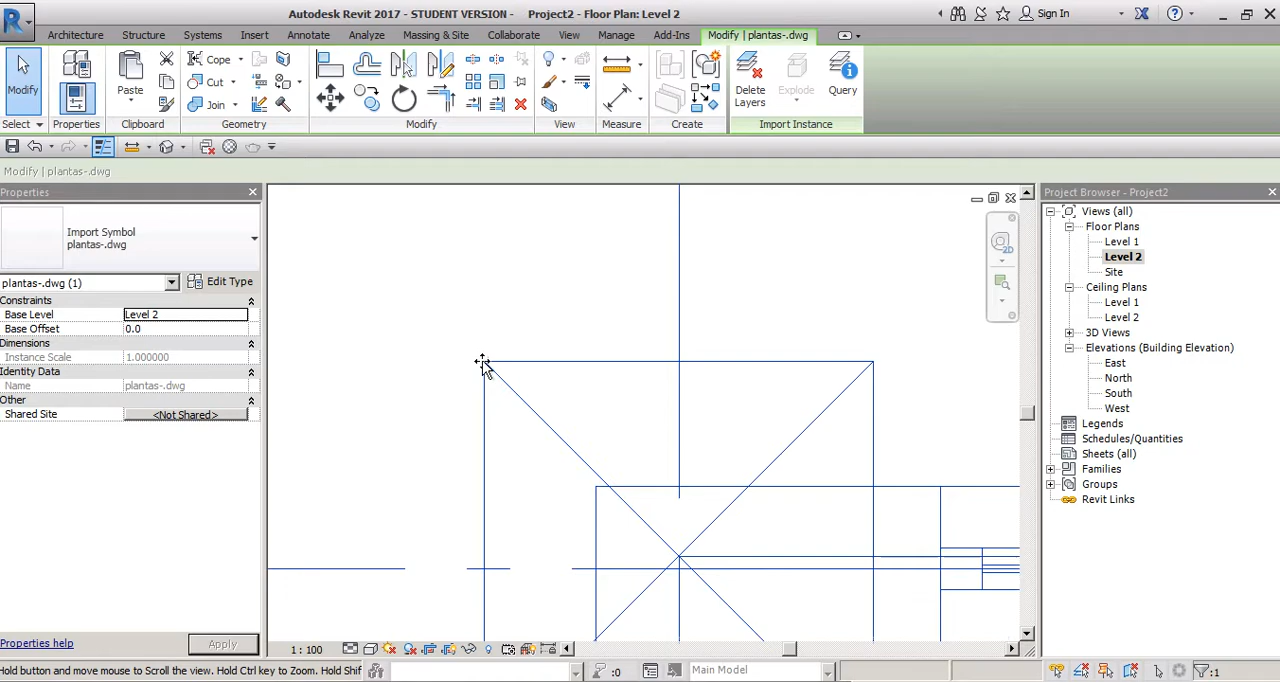 Autodesk Revit 2017 - STUDENT VERSION - Project2 - Floor Plan: Level 2
Sign In
Architecture Structure Systems Insert Annotate Analyze Massing & Site Collaborate View Manage Add-Ins Modify | plantas-.dwg
Modify
Paste
Cope
Cut
Join
Delete Layers
Explode
Query
Select Properties Clipboard Geometry Modify View Measure Create Import Instance
Modify | plantas-.dwg
Properties
Import Symbol
plantas-.dwg
plantas-.dwg (1) Edit Type
Constraints
Base Level Level 2
Base Offset 0.0
Dimensions
Instance Scale 1.000000
Identity Data
Name plantas-.dwg
Other
Shared Site <Not Shared>
Properties help Apply
2D
Project Browser - Project2
Views (all)
Floor Plans
Level 1
Level 2
Site
Ceiling Plans
Level 1
Level 2
3D Views
Elevations (Building Elevation)
East
North
South
West
Legends
Schedules/Quantities
Sheets (all)
Families
Groups
Revit Links
1 : 100
Hold button and move mouse to Scroll the view. Hold Ctrl key to Zoom. Hold Shif
:0
Main Model
:1